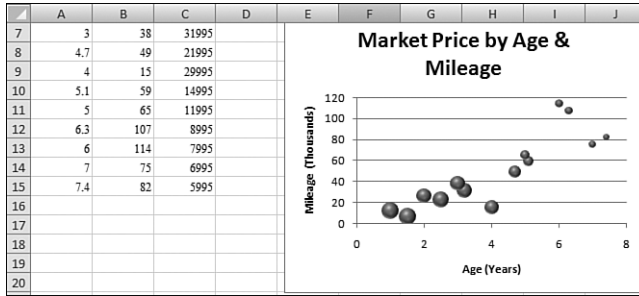 A B C D E F G H I J
7 3 38 31995
8 4.7 49 21995
9 4 15 29995
10 5.1 59 14995
11 5 65 11995
12 6.3 107 8995
13 6 114 7995
14 7 75 6995
15 7.4 82 5995
16
17
18
19
20
Market Price by Age &
Mileage
Mileage (Thousands)
120
100
80
60
40
20
0
0 2 4 6 8
Age (Years)